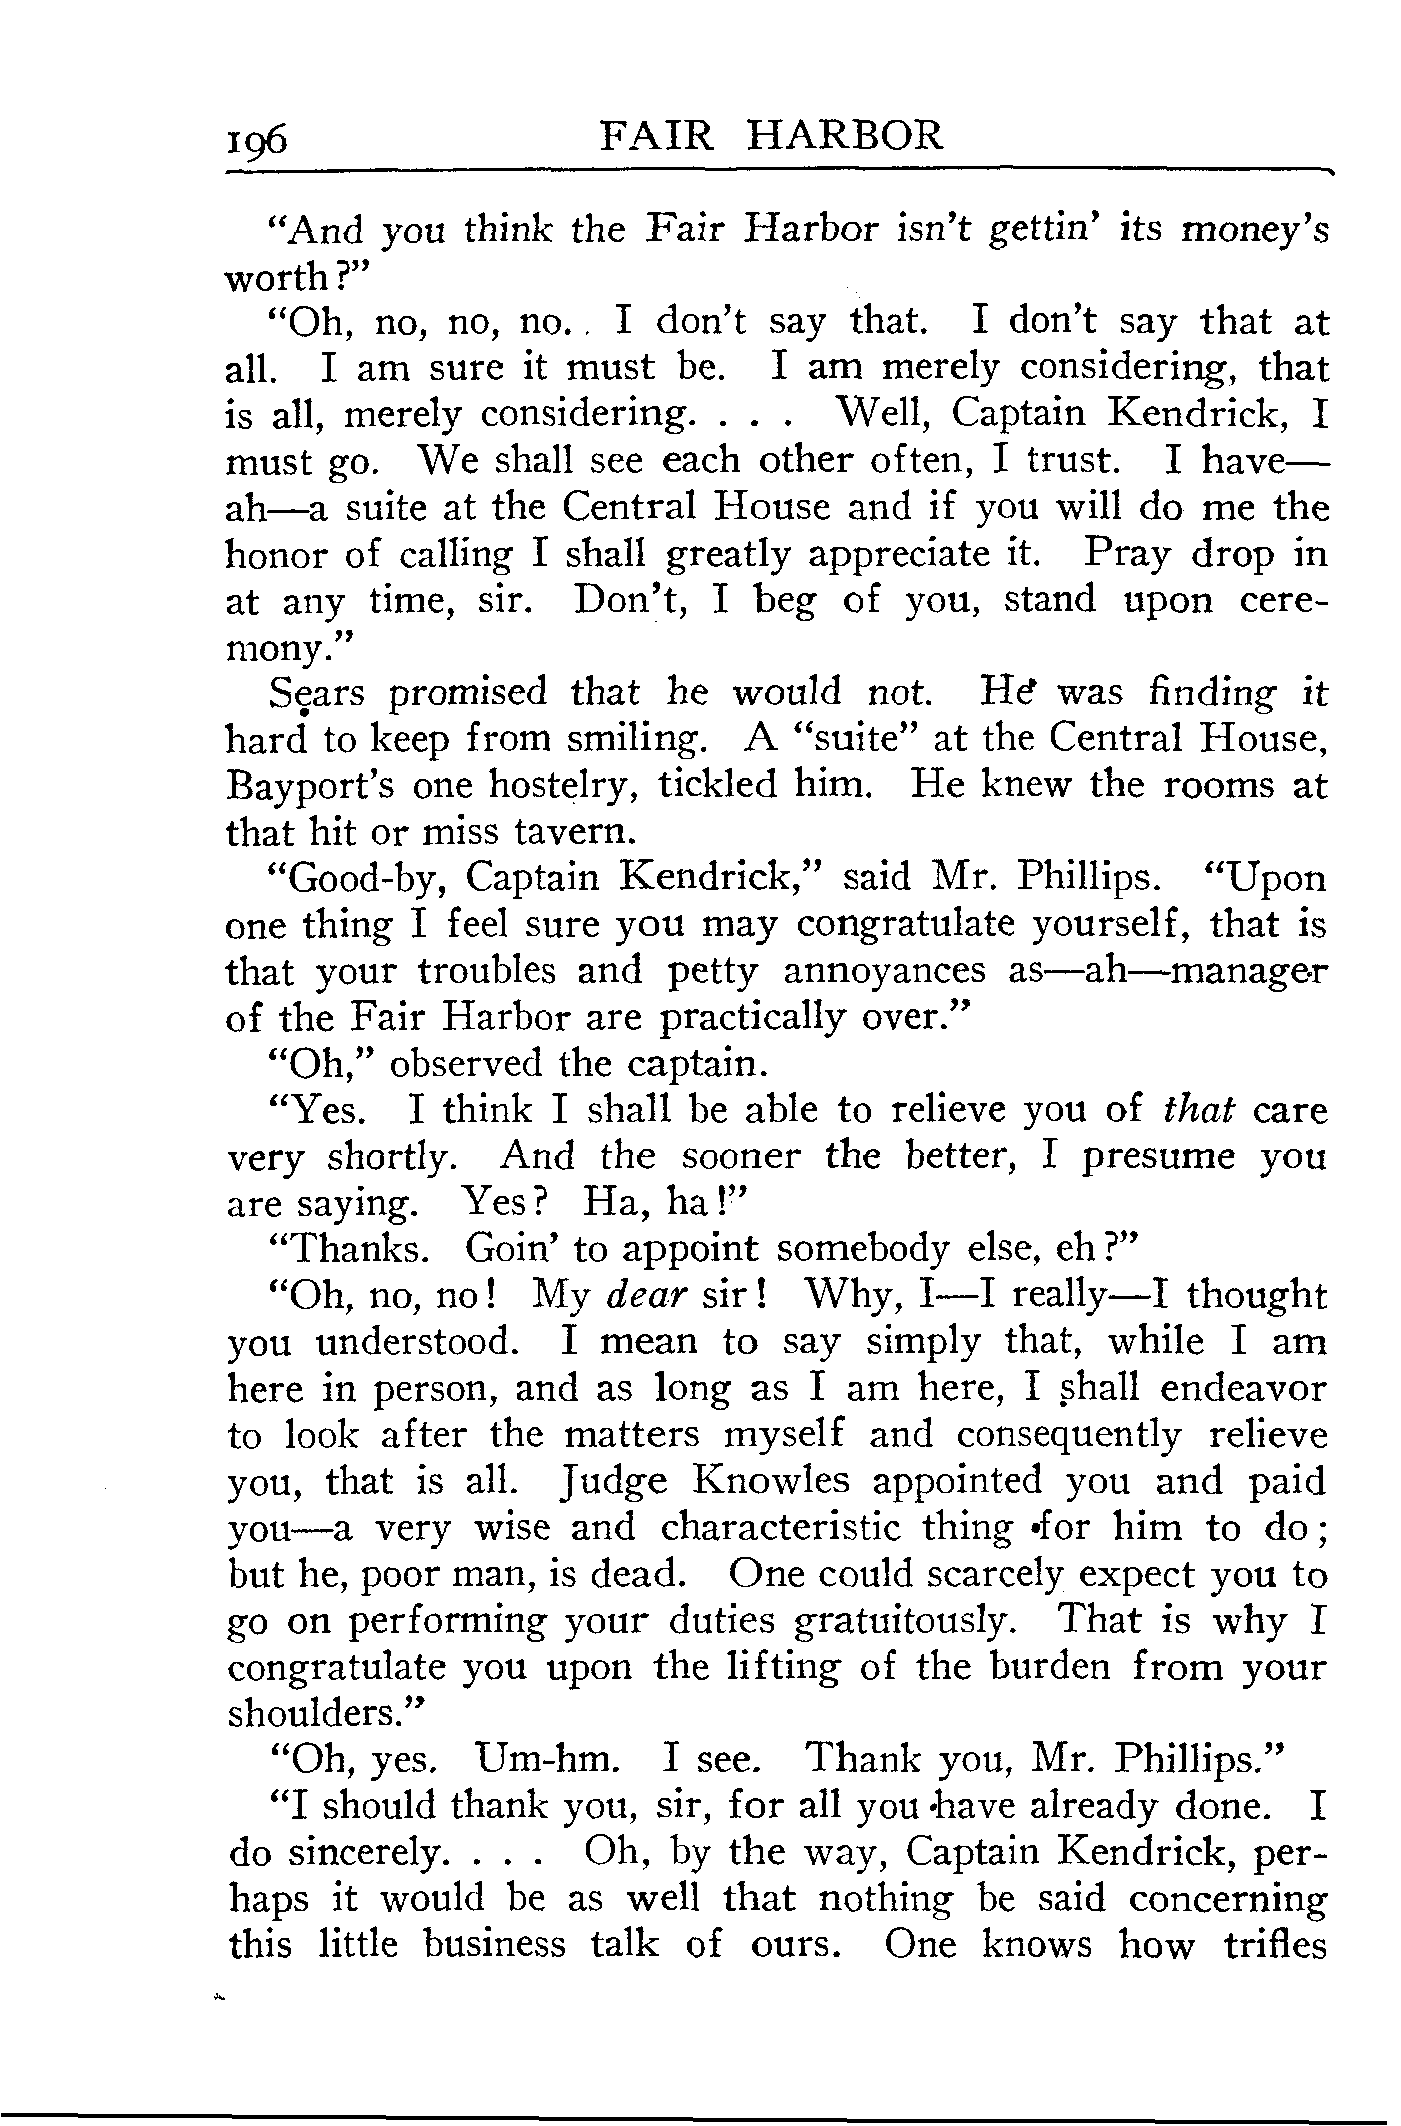 196 FAIR HARBOR
“And you think the Fair Harbor isn’t gettin’ its money’s
worth?”
“Oh, no, no, no. I don’t say that. I don’t say that at
all. I am sure it must be. I am merely considering, that
is all, merely considering. . . . Well, Captain Kendrick, I
must go. We shall see each other often, I trust. I have—
ah—a suite at the Central House and if you will do me the
honor of calling I shall greatly appreciate it. Pray drop in
at any time, sir. Don’t, I beg of you, stand upon cere-
mony.”
Sears promised that he would not. He was finding it
hard to keep from smiling. A “suite” at the Central House,
Bayport’s one hostelry, tickled him. He knew the rooms at
that hit or miss tavern.
“Good-by, Captain Kendrick,” said Mr. Phillips. “Upon
one thing I feel sure you may congratulate yourself, that is
that your troubles and petty annoyances as—ah—manager
of the Fair Harbor are practically over.”
“Oh,” observed the captain.
“Yes. I think I shall be able to relieve you of that care
very shortly. And the sooner the better, I presume you
are saying. Yes? Ha, ha!”
“Thanks. Goin’ to appoint somebody else, eh?”
“Oh, no, no! My dear sir! Why, I—I really—I thought
you understood. I mean to say simply that, while I am
here in person, and as long as I am here, I shall endeavor
to look after the matters myself and consequently relieve
you, that is all. Judge Knowles appointed you and paid
you—a very wise and characteristic thing for him to do;
but he, poor man, is dead. One could scarcely expect you to
go on performing your duties gratuitously. That is why I
congratulate you upon the lifting of the burden from your
shoulders.”
“Oh, yes. Um-hm. I see. Thank you, Mr. Phillips.”
“I should thank you, sir, for all you have already done. I
do sincerely. . . . Oh, by the way, Captain Kendrick, per-
haps it would be as well that nothing be said concerning
this little business talk of ours. One knows how trifles